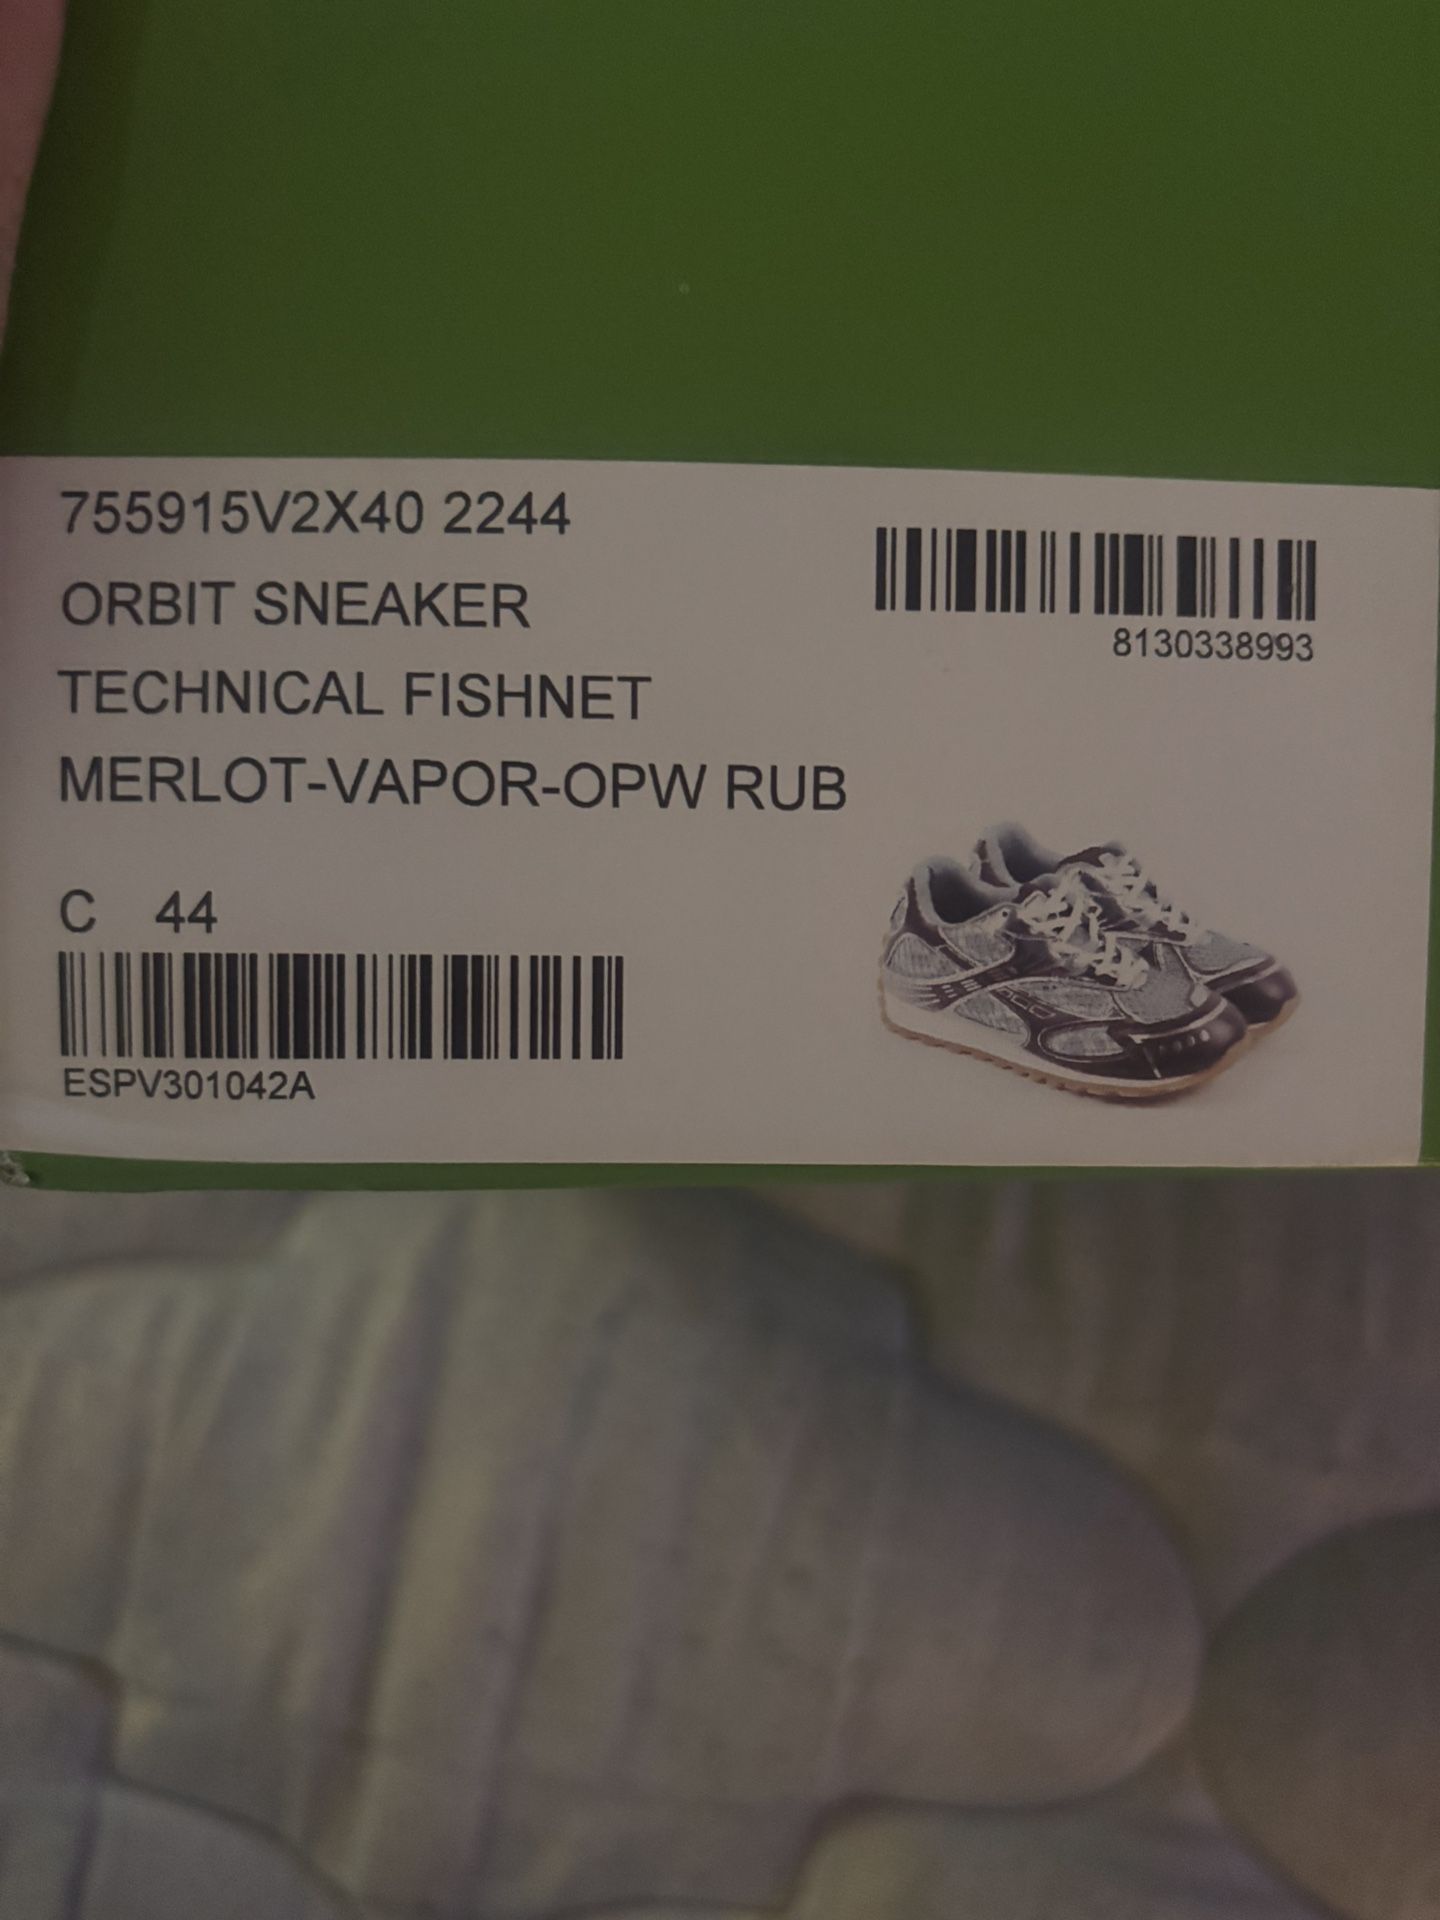 755915V2X40 2244
ORBIT SNEAKER
TECHNICAL FISHNET
MERLOT-VAPOR-OPW RUB
8130338993
C 44
ESPV301042A